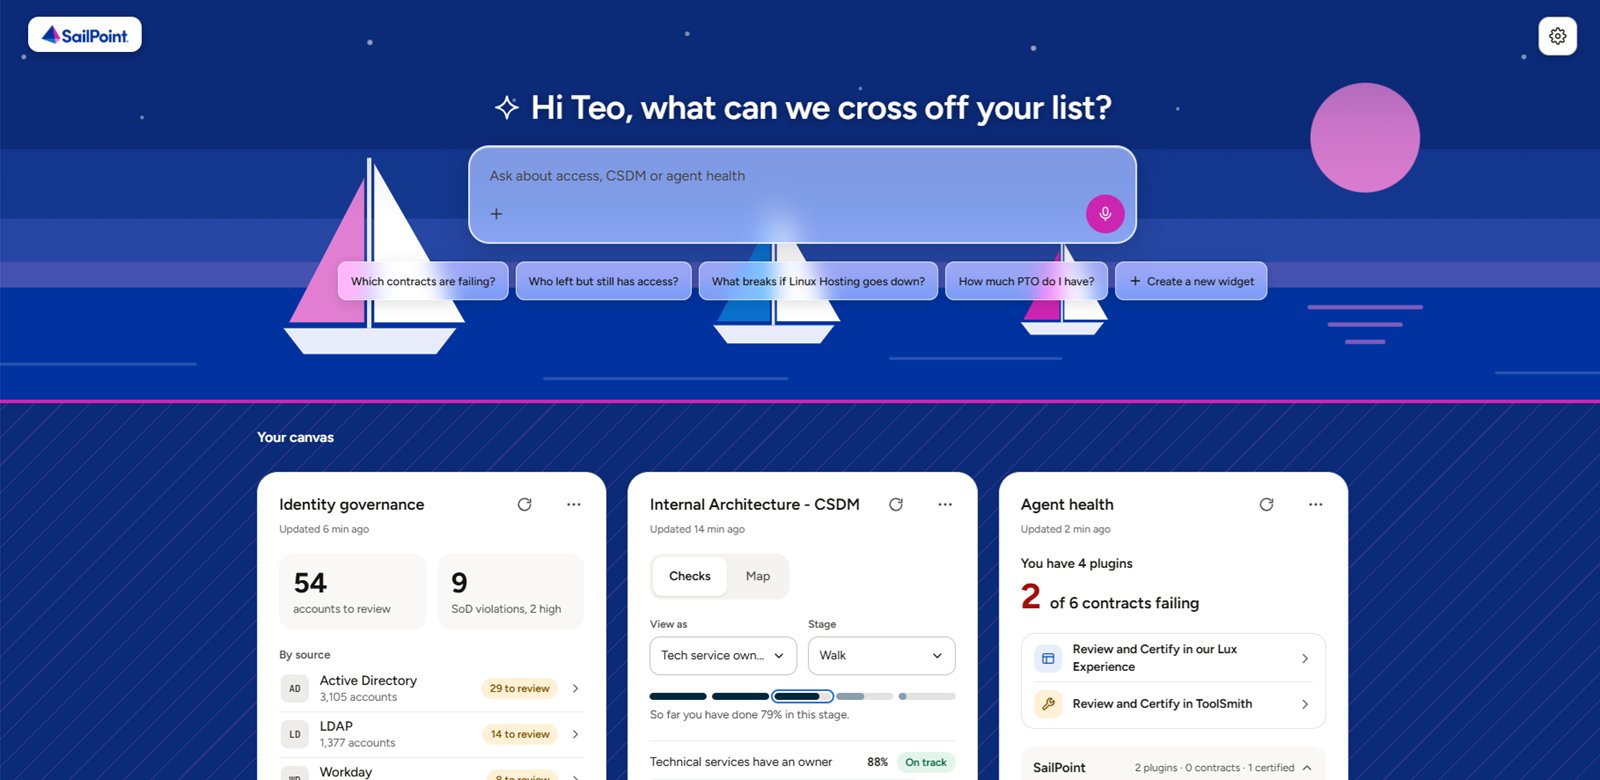 SailPoint
Hi Teo, what can we cross off your list?
Ask about access, CSDM or agent health
Which contracts are failing?
Who left but still has access?
What breaks if Linux Hosting goes down?
How much PTO do I have?
Create a new widget
Your canvas
Identity governance
Updated 6 min ago
54
accounts to review
9
SoD violations, 2 high
By source
AD
Active Directory
3,105 accounts
29 to review
LD
LDAP
1,377 accounts
14 to review
Workday
8 to review
Internal Architecture - CSDM
Updated 14 min ago
Checks
Map
View as
Stage
Tech service own...
Walk
So far you have done 79% in this stage.
Technical services have an owner
88%
On track
Agent health
Updated 2 min ago
You have 4 plugins
2 of 6 contracts failing
Review and Certify in our Lux
Experience
Review and Certify in ToolSmith
SailPoint
2 plugins · 0 contracts · 1 certified